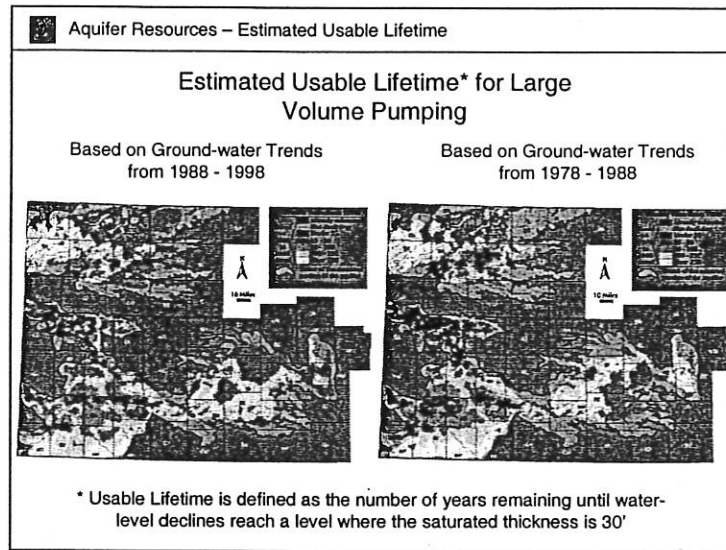 Aquifer Resources – Estimated Usable Lifetime
Estimated Usable Lifetime* for Large
Volume Pumping
Based on Ground-water Trends
from 1988 - 1998
Based on Ground-water Trends
from 1978 - 1988
N
N
10 Miles
* Usable Lifetime is defined as the number of years remaining until water-
level declines reach a level where the saturated thickness is 30'